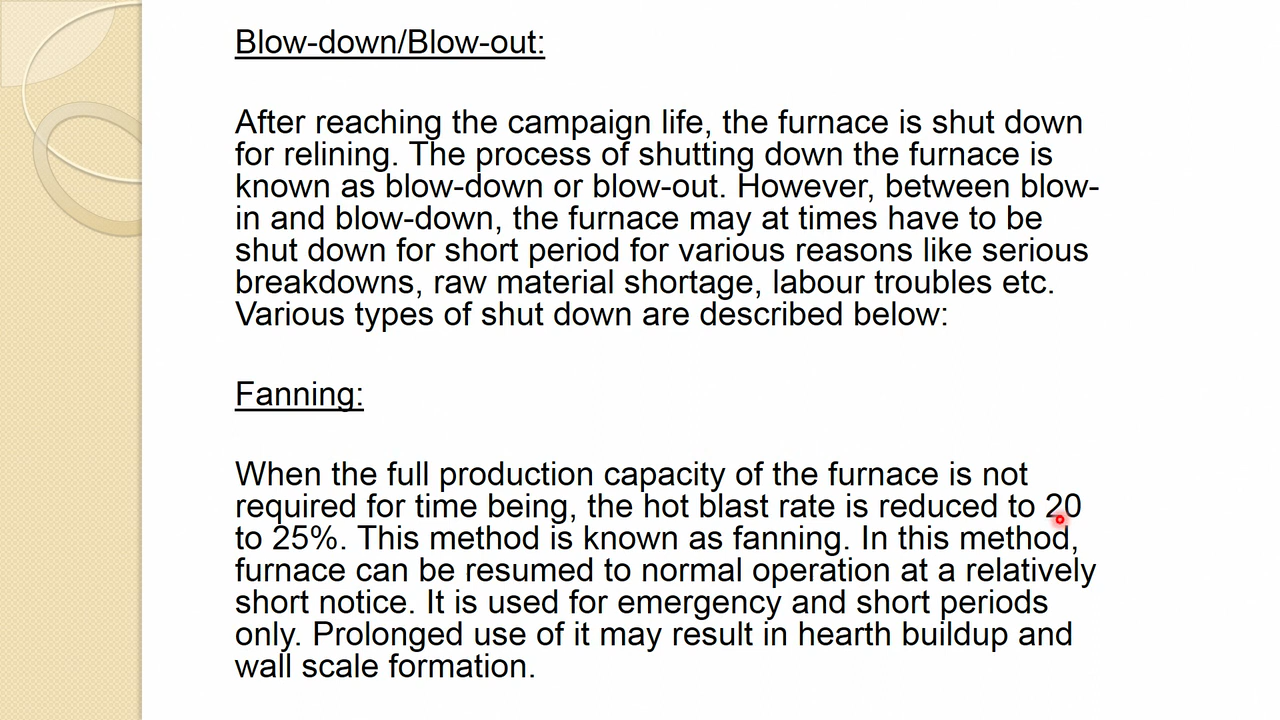 Blow-down/Blow-out:
After reaching the campaign life, the furnace is shut down
for relining. The process of shutting down the furnace is
known as blow-down or blow-out. However, between blow-
in and blow-down, the furnace may at times have to be
shut down for short period for various reasons like serious
breakdowns, raw material shortage, labour troubles etc.
Various types of shut down are described below:
Fanning:
When the full production capacity of the furnace is not
required for time being, the hot blast rate is reduced to 20
to 25%. This method is known as fanning. In this method,
furnace can be resumed to normal operation at a relatively
short notice. It is used for emergency and short periods
only. Prolonged use of it may result in hearth buildup and
wall scale formation.